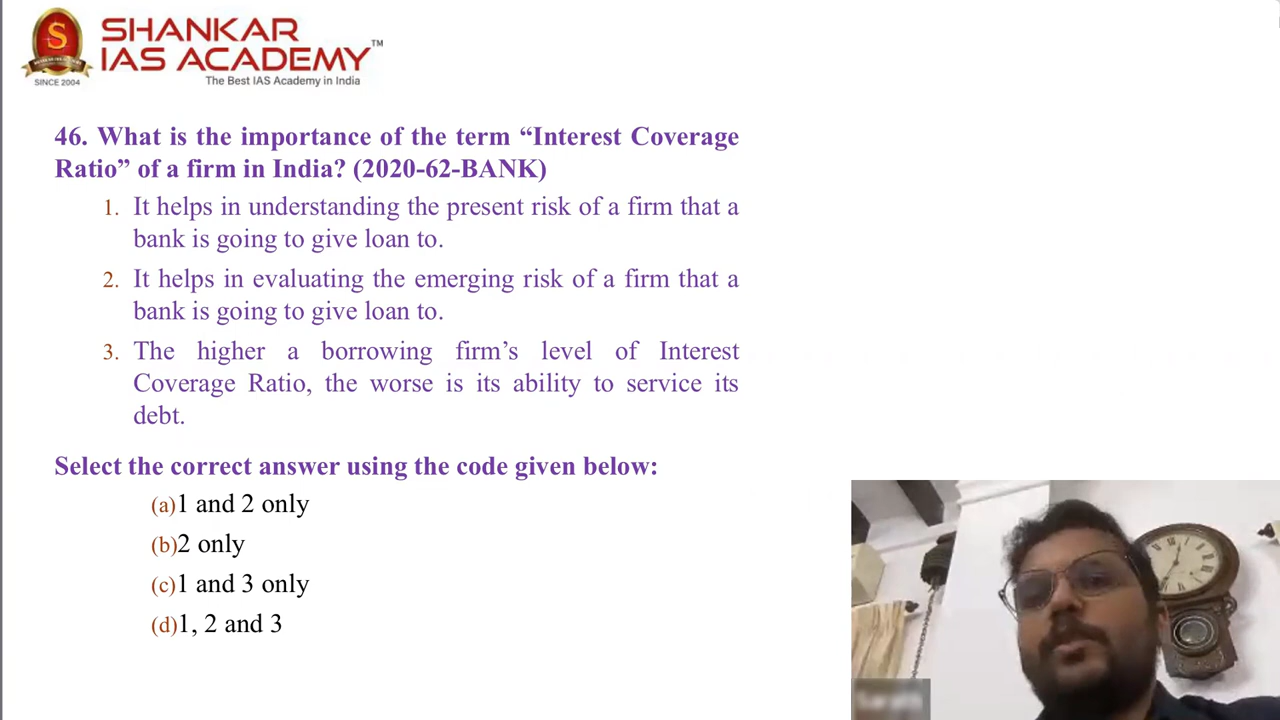 SHANKAR
IAS ACADEMY™
The Best IAS Academy in India
SINCE 2004
46. What is the importance of the term “Interest Coverage
Ratio” of a firm in India? (2020-62-BANK)
1. It helps in understanding the present risk of a firm that a
bank is going to give loan to.
2. It helps in evaluating the emerging risk of a firm that a
bank is going to give loan to.
3. The higher a borrowing firm’s level of Interest
Coverage Ratio, the worse is its ability to service its
debt.
Select the correct answer using the code given below:
(a)1 and 2 only
(b)2 only
(c)1 and 3 only
(d)1, 2 and 3